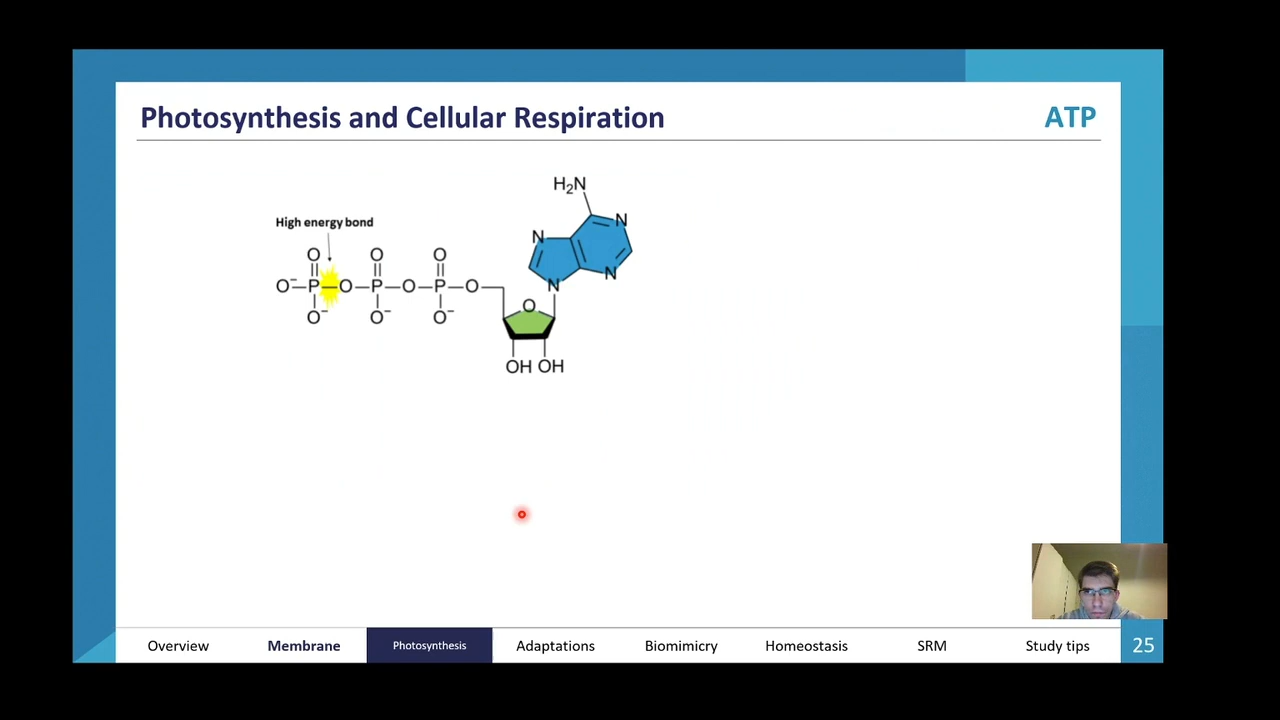 Photosynthesis and Cellular Respiration
ATP
H₂N
High energy bond
N
N
O
O
O
N
N
O⁻
P
O
P
O
P
O
O
O⁻
O⁻
O⁻
OH OH
Overview
Membrane
Photosynthesis
Adaptations
Biomimicry
Homeostasis
SRM
Study tips
25